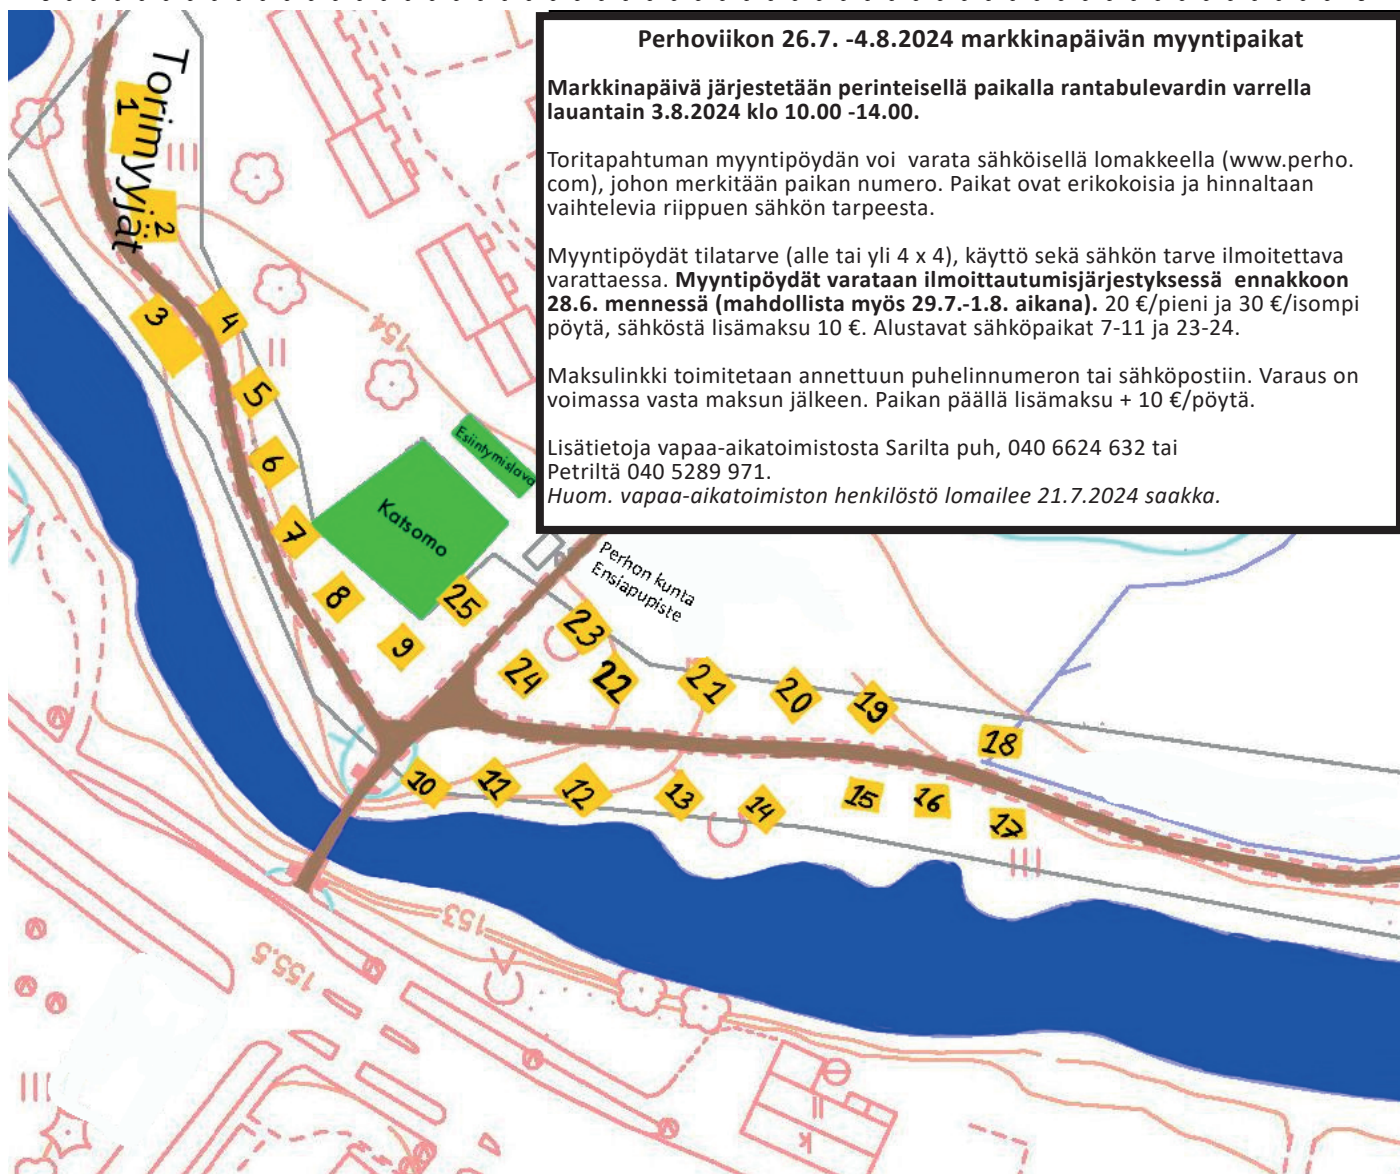 Perhoviikon 26.7. -4.8.2024 markkinapäivän myyntipaikat
Markkinapäivä järjestetään perinteisellä paikalla rantabulevardin varrella
lauantain 3.8.2024 klo 10.00 -14.00.
Toritapahtuman myyntipöydän voi varata sähköisellä lomakkeella (www.perho.
com), johon merkitään paikan numero. Paikat ovat erikokoisia ja hinnaltaan
vaihtelevia riippuen sähkön tarpeesta.
Myyntipöydät tilatarve (alle tai yli 4 x 4), käyttö sekä sähkön tarve ilmoitettava
varattaessa. Myyntipöydät varataan ilmoittautumisjärjestyksessä ennakkoon
28.6. mennessä (mahdollista myös 29.7.-1.8. aikana). 20 €/pieni ja 30 €/isompi
pöytä, sähköstä lisämaksu 10 €. Alustavat sähköpaikat 7-11 ja 23-24.
Maksulinkki toimitetaan annettuun puhelinnumeron tai sähköpostiin. Varaus on
voimassa vasta maksun jälkeen. Paikan päällä lisämaksu + 10 €/pöytä.
Lisätietoja vapaa-aikatoimistosta Sarilta puh, 040 6624 632 tai
Petriltä 040 5289 971.
Huom. vapaa-aikatoimiston henkilöstö lomailee 21.7.2024 saakka.
Torimyyjät
1
2
3
4
5
6
7
8
9
25
154
Esiintymislava
Katsomo
Perhon kunta
Ensiapupiste
23
24
22
21
20
19
18
10
11
12
13
14
15
16
17
153
155.5
K